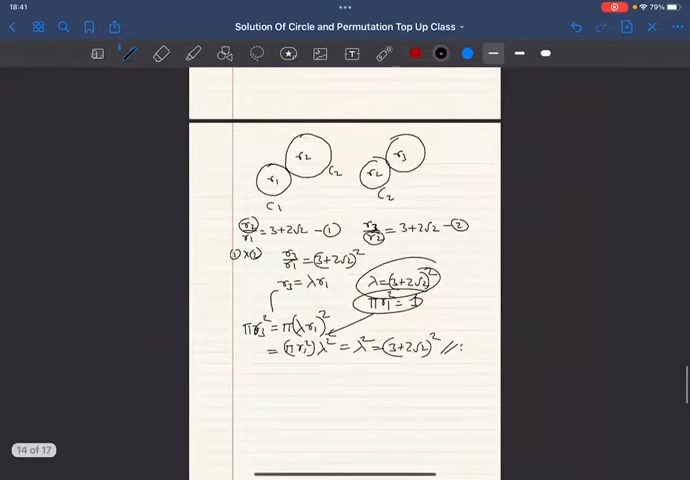 18:41
79%
Solution Of Circle and Permutation Top Up Class
r₁ r₂ r₂ r₃
C₂
C₁ C₂
r₂/r₁ = 3+2√2 – ① r₃/r₂ = 3+2√2 – ②
①×② r₃/r₁ = (3+2√2)²
r₃ = λr₁ λ = (3+2√2)²
πr₁² = 1
πr₃² = π(λr₁)²
= (πr₁²)λ² = λ² = (3+2√2)² //:
14 of 17